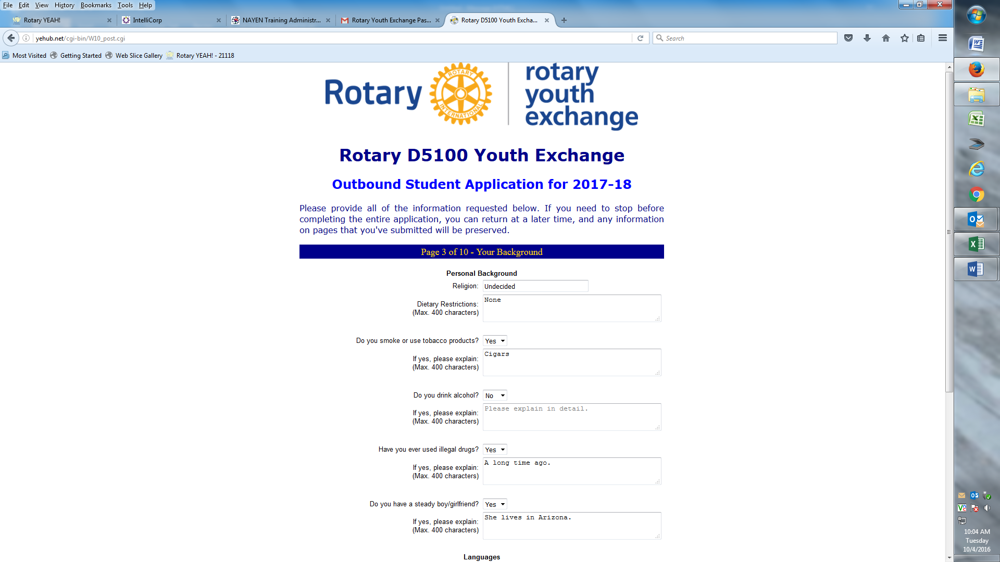 File Edit View History Bookmarks Tools Help
Rotary YEAH!
IntelliCorp
NAYEN Training Administr...
Rotary Youth Exchange Pas...
Rotary D5100 Youth Excha...
yehub.net/cgi-bin/W10_post.cgi
Search
Most Visited Getting Started Web Slice Gallery Rotary YEAH! - 21118
Rotary
ROTARY
INTERNATIONAL
rotary
youth
exchange
Rotary D5100 Youth Exchange
Outbound Student Application for 2017-18
Please provide all of the information requested below. If you need to stop before
completing the entire application, you can return at a later time, and any information
on pages that you've submitted will be preserved.
Page 3 of 10 - Your Background
Personal Background
Religion: Undecided
Dietary Restrictions: None
(Max. 400 characters)
Do you smoke or use tobacco products? Yes
If yes, please explain: Cigars
(Max. 400 characters)
Do you drink alcohol? No
If yes, please explain: Please explain in detail.
(Max. 400 characters)
Have you ever used illegal drugs? Yes
If yes, please explain: A long time ago.
(Max. 400 characters)
Do you have a steady boy/girlfriend? Yes
If yes, please explain: She lives in Arizona.
(Max. 400 characters)
Languages
10:04 AM
Tuesday
10/4/2016